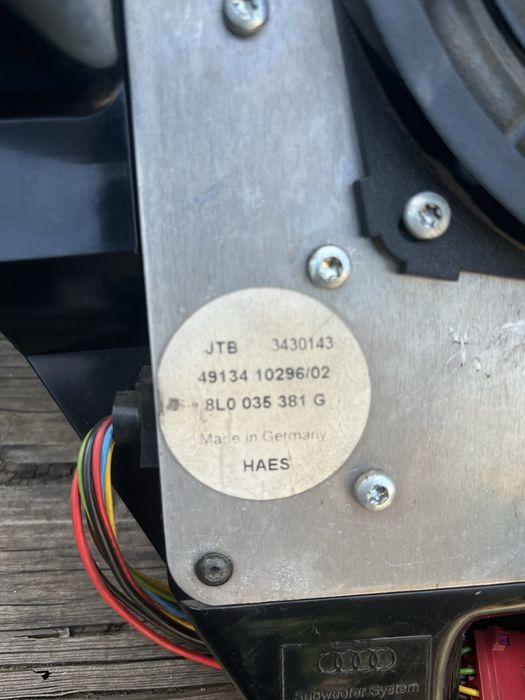 JTB 3430143
49134 10296/02
8L0 035 381 G
Made in Germany
HAES
Subwoofer System